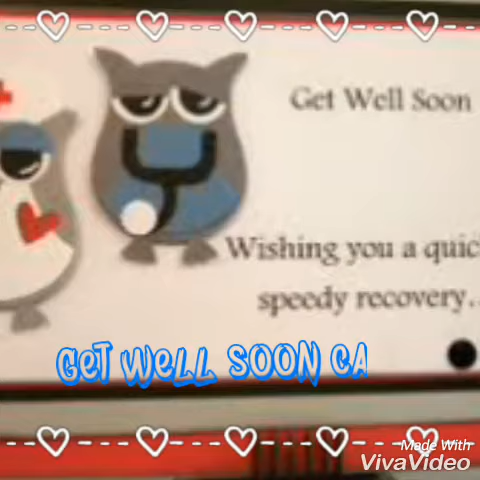 Get Well Soon
Wishing you a quic
speedy recovery..
GET WELL SOON CA
Made With
VivaVideo